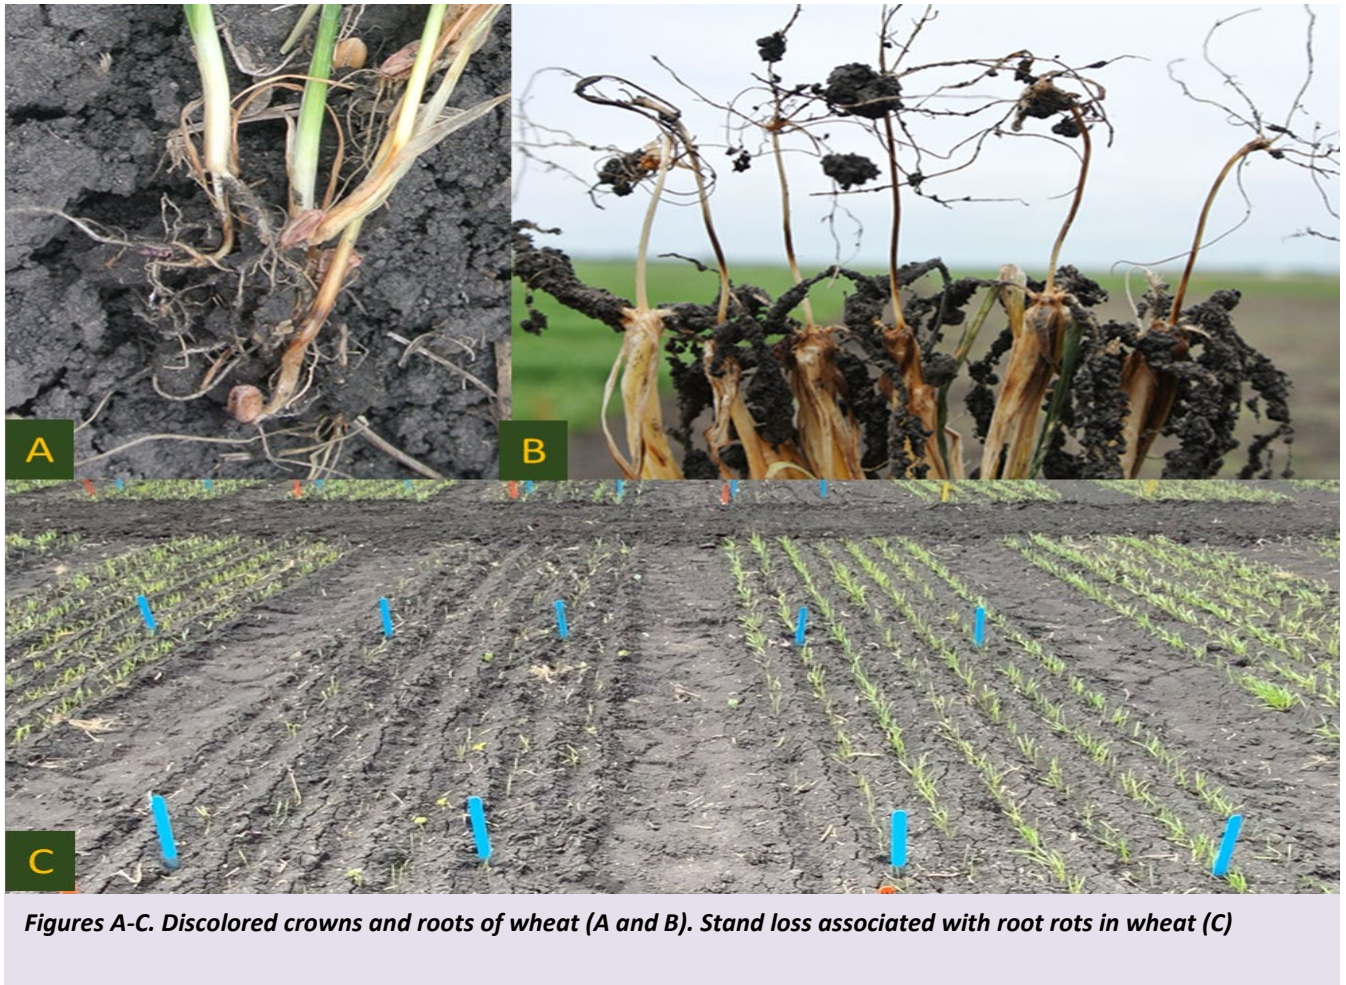 A
B
C
Figures A-C. Discolored crowns and roots of wheat (A and B). Stand loss associated with root rots in wheat (C)